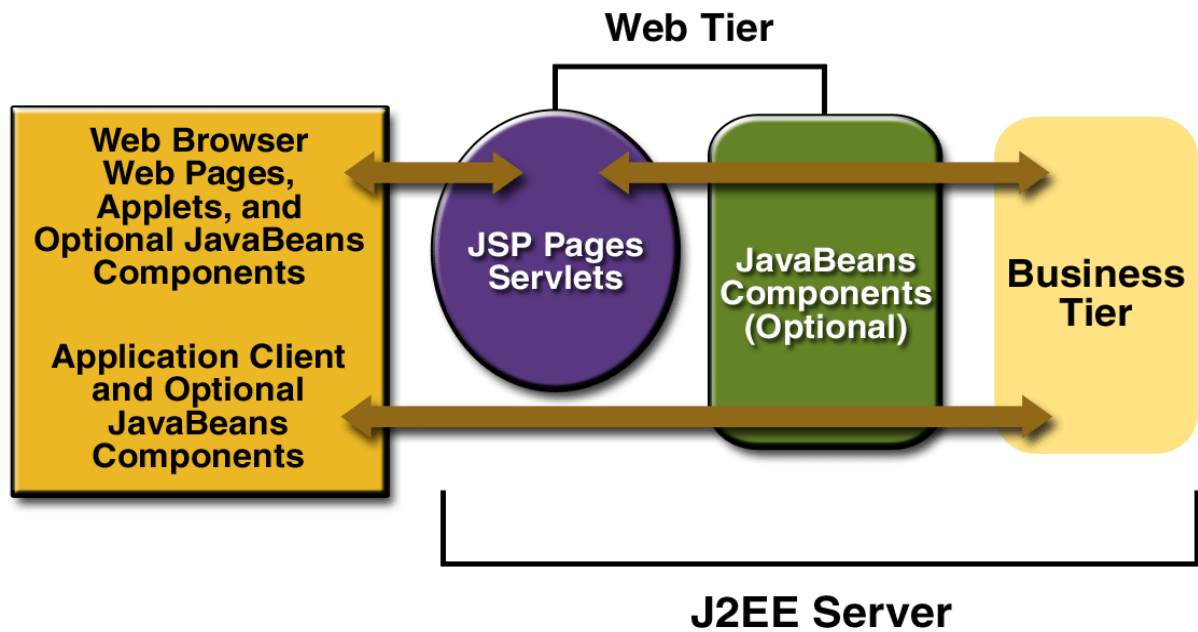 Web Tier
Web Browser
Web Pages,
Applets, and
Optional JavaBeans
Components
Application Client
and Optional
JavaBeans
Components
JSP Pages
Servlets
JavaBeans
Components
(Optional)
Business
Tier
J2EE Server